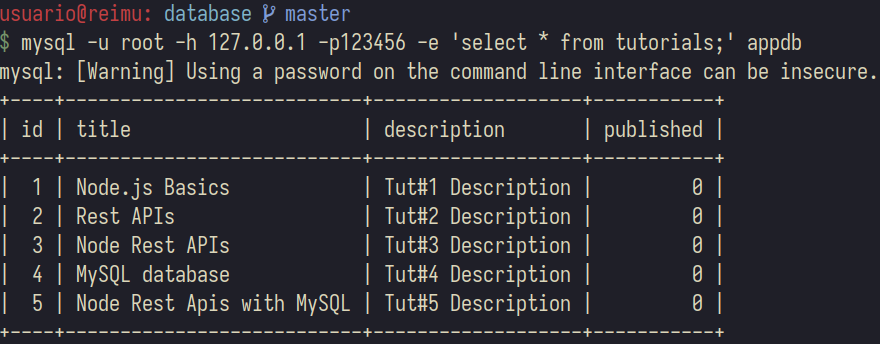 usuario@reimu: database master
$ mysql -u root -h 127.0.0.1 -p123456 -e 'select * from tutorials;' appdb
mysql: [Warning] Using a password on the command line interface can be insecure.
+----+---------------------------+-------------------+-----------+
| id | title                     | description       | published |
+----+---------------------------+-------------------+-----------+
|  1 | Node.js Basics            | Tut#1 Description |         0 |
|  2 | Rest APIs                 | Tut#2 Description |         0 |
|  3 | Node Rest APIs            | Tut#3 Description |         0 |
|  4 | MySQL database            | Tut#4 Description |         0 |
|  5 | Node Rest Apis with MySQL | Tut#5 Description |         0 |
+----+---------------------------+-------------------+-----------+